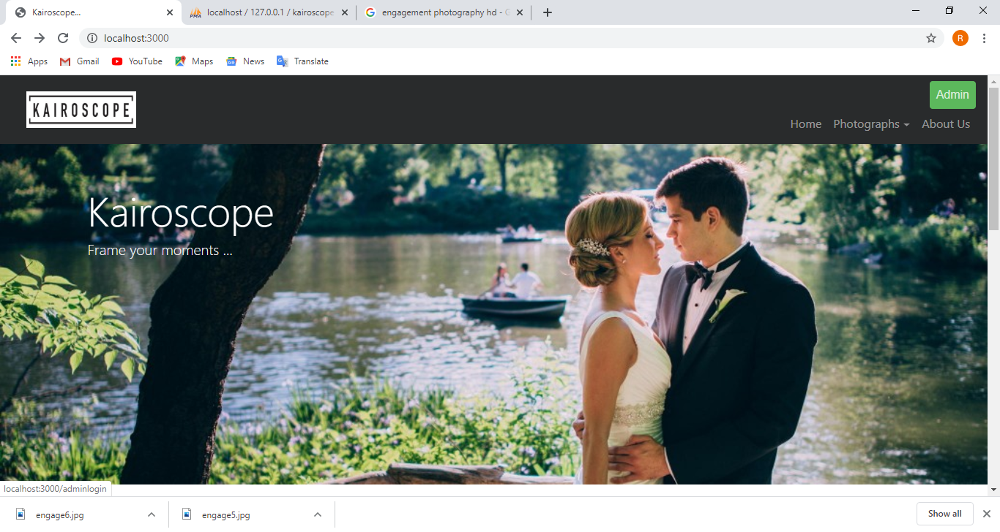 Kairoscope...
localhost / 127.0.0.1 / kairoscope
engagement photography hd - G
localhost:3000
R
Apps
Gmail
YouTube
Maps
News
Translate
KAIROSCOPE
Admin
Home
Photographs
About Us
Kairoscope
Frame your moments ...
localhost:3000/adminlogin
engage6.jpg
engage5.jpg
Show all